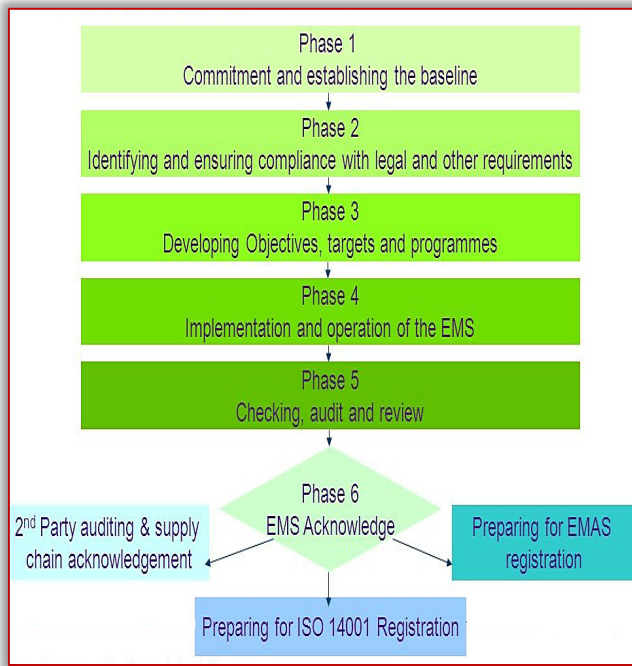 Phase 1
Commitment and establishing the baseline
Phase 2
Identifying and ensuring compliance with legal and other requirements
Phase 3
Developing Objectives, targets and programmes
Phase 4
Implementation and operation of the EMS
Phase 5
Checking, audit and review
Phase 6
EMS Acknowledge
2nd Party auditing & supply
chain acknowledgement
Preparing for EMAS
registration
Preparing for ISO 14001 Registration